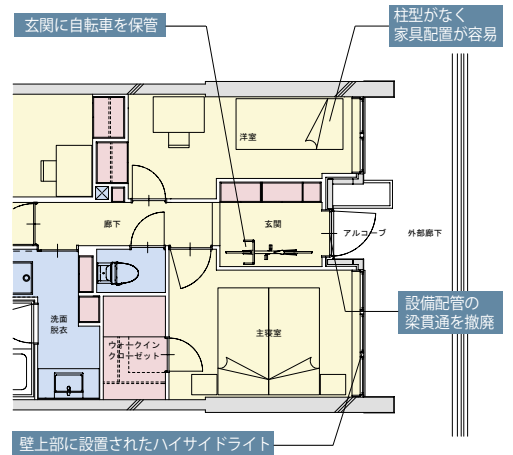 玄関に自転車を保管
柱型がなく
家具配置が容易
洋室
廊下
玄関
アルコーブ
外部廊下
洗面
脱衣
ウォークイン
クローゼット
主寝室
設備配管の
梁貫通を撤廃
壁上部に設置されたハイサイドライト